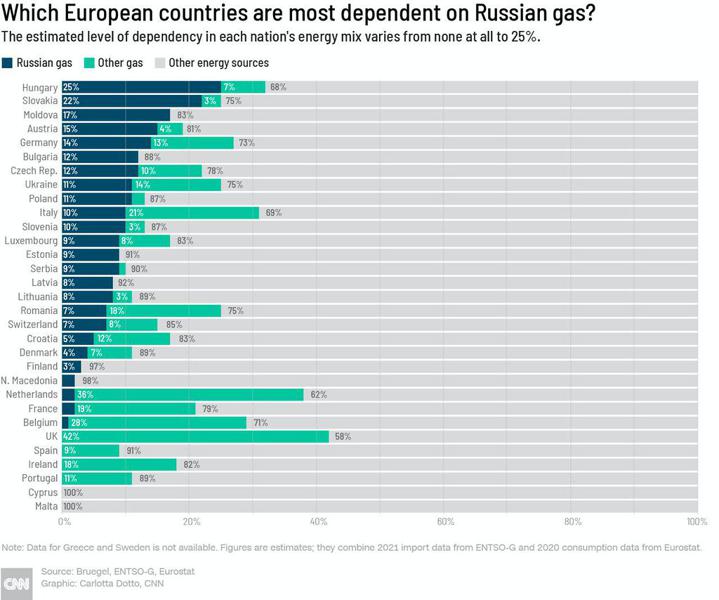 Which European countries are most dependent on Russian gas?
The estimated level of dependency in each nation's energy mix varies from none at all to 25%.
Russian gas Other gas Other energy sources
Hungary 25% 7% 68%
Slovakia 22% 3% 75%
Moldova 17% 83%
Austria 15% 4% 81%
Germany 14% 13% 73%
Bulgaria 12% 88%
Czech Rep. 12% 10% 78%
Ukraine 11% 14% 75%
Poland 11% 87%
Italy 10% 21% 69%
Slovenia 10% 3% 87%
Luxembourg 9% 8% 83%
Estonia 9% 91%
Serbia 9% 90%
Latvia 8% 92%
Lithuania 8% 3% 89%
Romania 7% 18% 75%
Switzerland 7% 8% 85%
Croatia 5% 12% 83%
Denmark 4% 7% 89%
Finland 3% 97%
N. Macedonia 98%
Netherlands 36% 62%
France 19% 79%
Belgium 28% 71%
UK 42% 58%
Spain 9% 91%
Ireland 18% 82%
Portugal 11% 89%
Cyprus 100%
Malta 100%
0% 20% 40% 60% 80% 100%
Note: Data for Greece and Sweden is not available. Figures are estimates; they combine 2021 import data from ENTSO-G and 2020 consumption data from Eurostat.
CNN
Source: Bruegel, ENTSO-G, Eurostat
Graphic: Carlotta Dotto, CNN